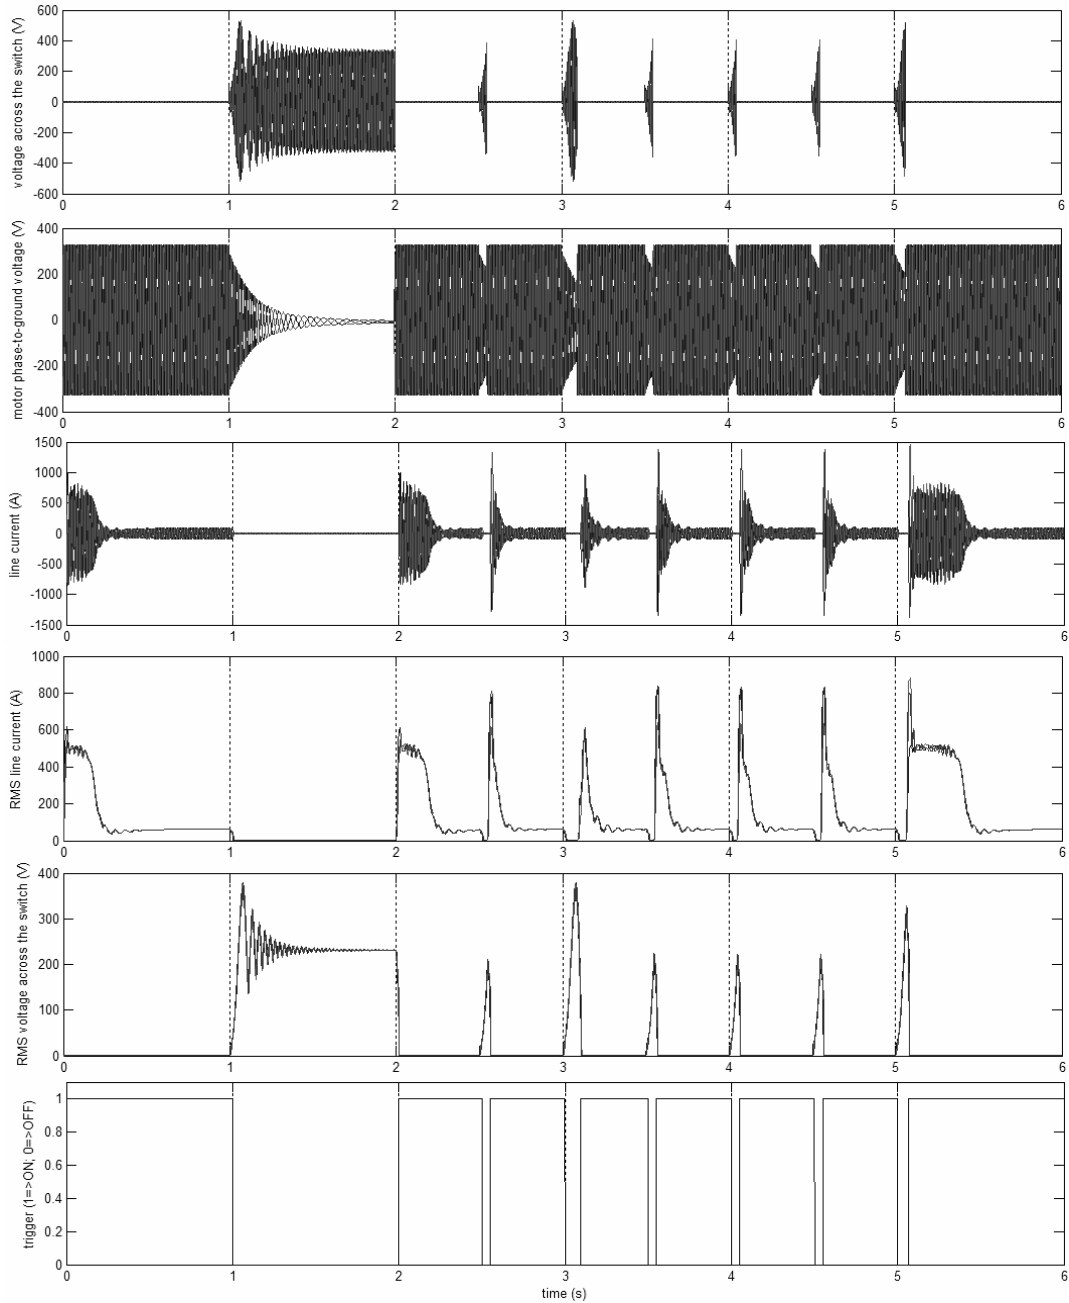 voltage across the switch (V)
600
400
200
0
-200
-400
-600
0 1 2 3 4 5 6
motor phase-to-ground voltage (V)
400
200
0
-200
-400
0 1 2 3 4 5 6
line current (A)
1500
1000
500
0
-500
-1000
-1500
0 1 2 3 4 5 6
RMS line current (A)
1000
800
600
400
200
0
0 1 2 3 4 5 6
RMS voltage across the switch (V)
400
300
200
100
0
0 1 2 3 4 5 6
trigger (1=>ON; 0=>OFF)
1
0.8
0.6
0.4
0.2
0
0 1 2 3 4 5 6
time (s)